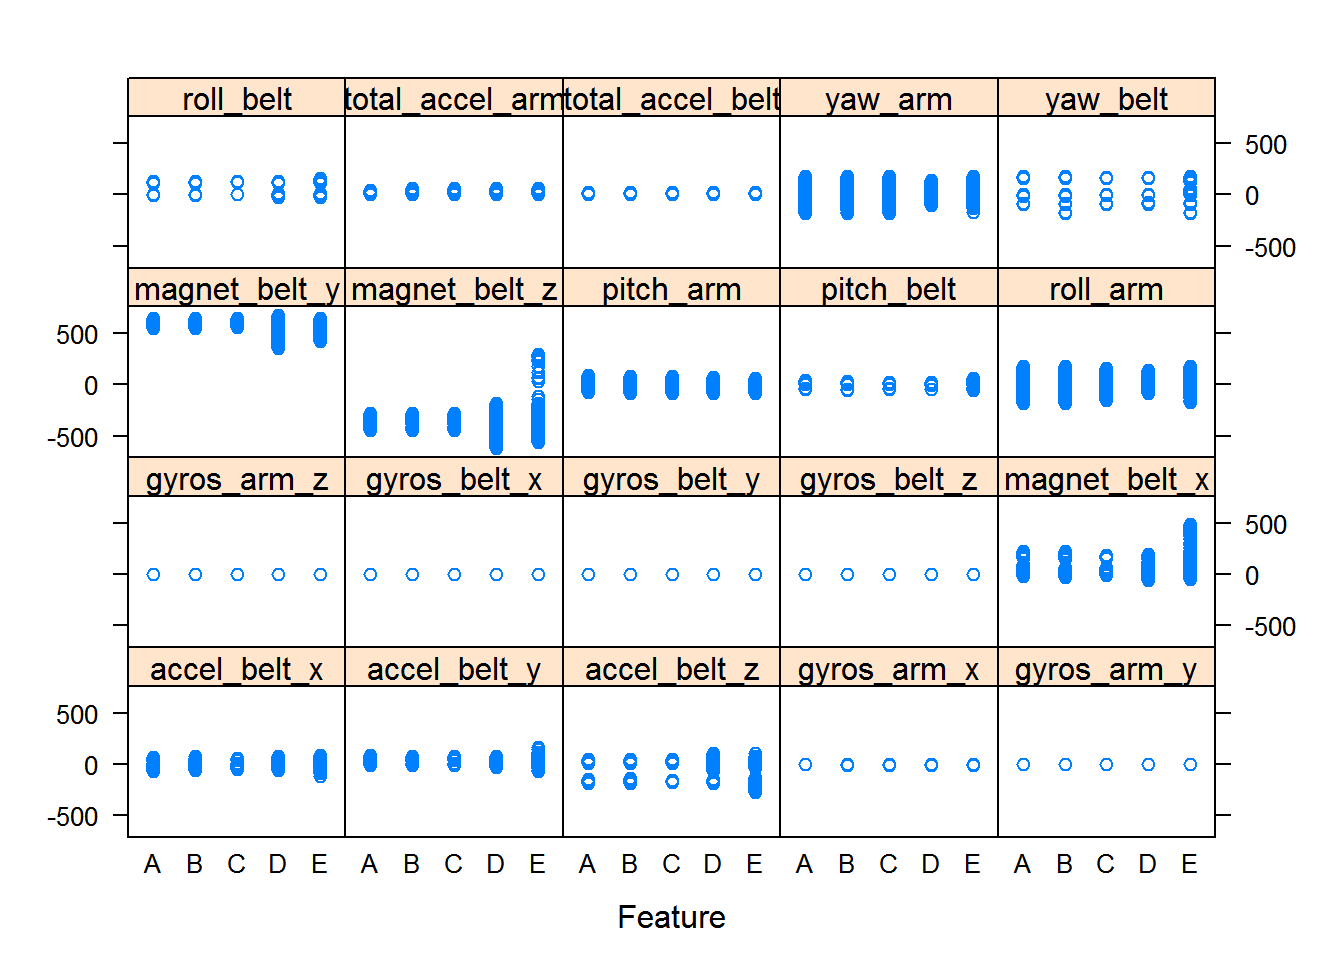 roll_belt total_accel_arm total_accel_belt yaw_arm yaw_belt
500
0
-500
magnet_belt_y magnet_belt_z pitch_arm pitch_belt roll_arm
500
0
-500
gyros_arm_z gyros_belt_x gyros_belt_y gyros_belt_z magnet_belt_x
500
0
-500
accel_belt_x accel_belt_y accel_belt_z gyros_arm_x gyros_arm_y
500
0
-500
A B C D E A B C D E A B C D E A B C D E A B C D E
Feature